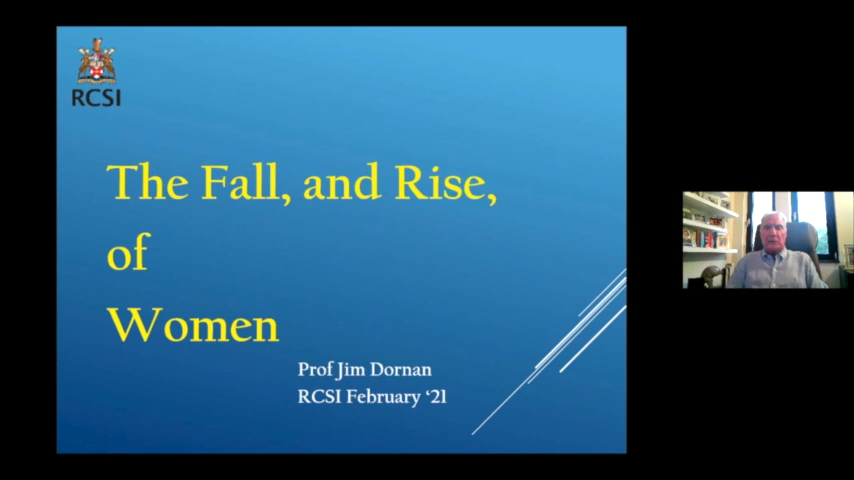 RCSI
The Fall, and Rise,
of
Women
Prof Jim Dornan
RCSI February ‘21